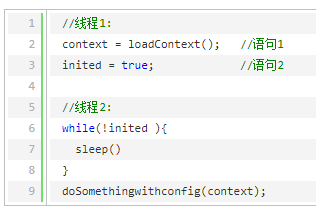 1 //线程1:
2 context = loadContext();   //语句1
3 inited = true;             //语句2
4
5 //线程2:
6 while(!inited ){
7   sleep()
8 }
9 doSomethingwithconfig(context);